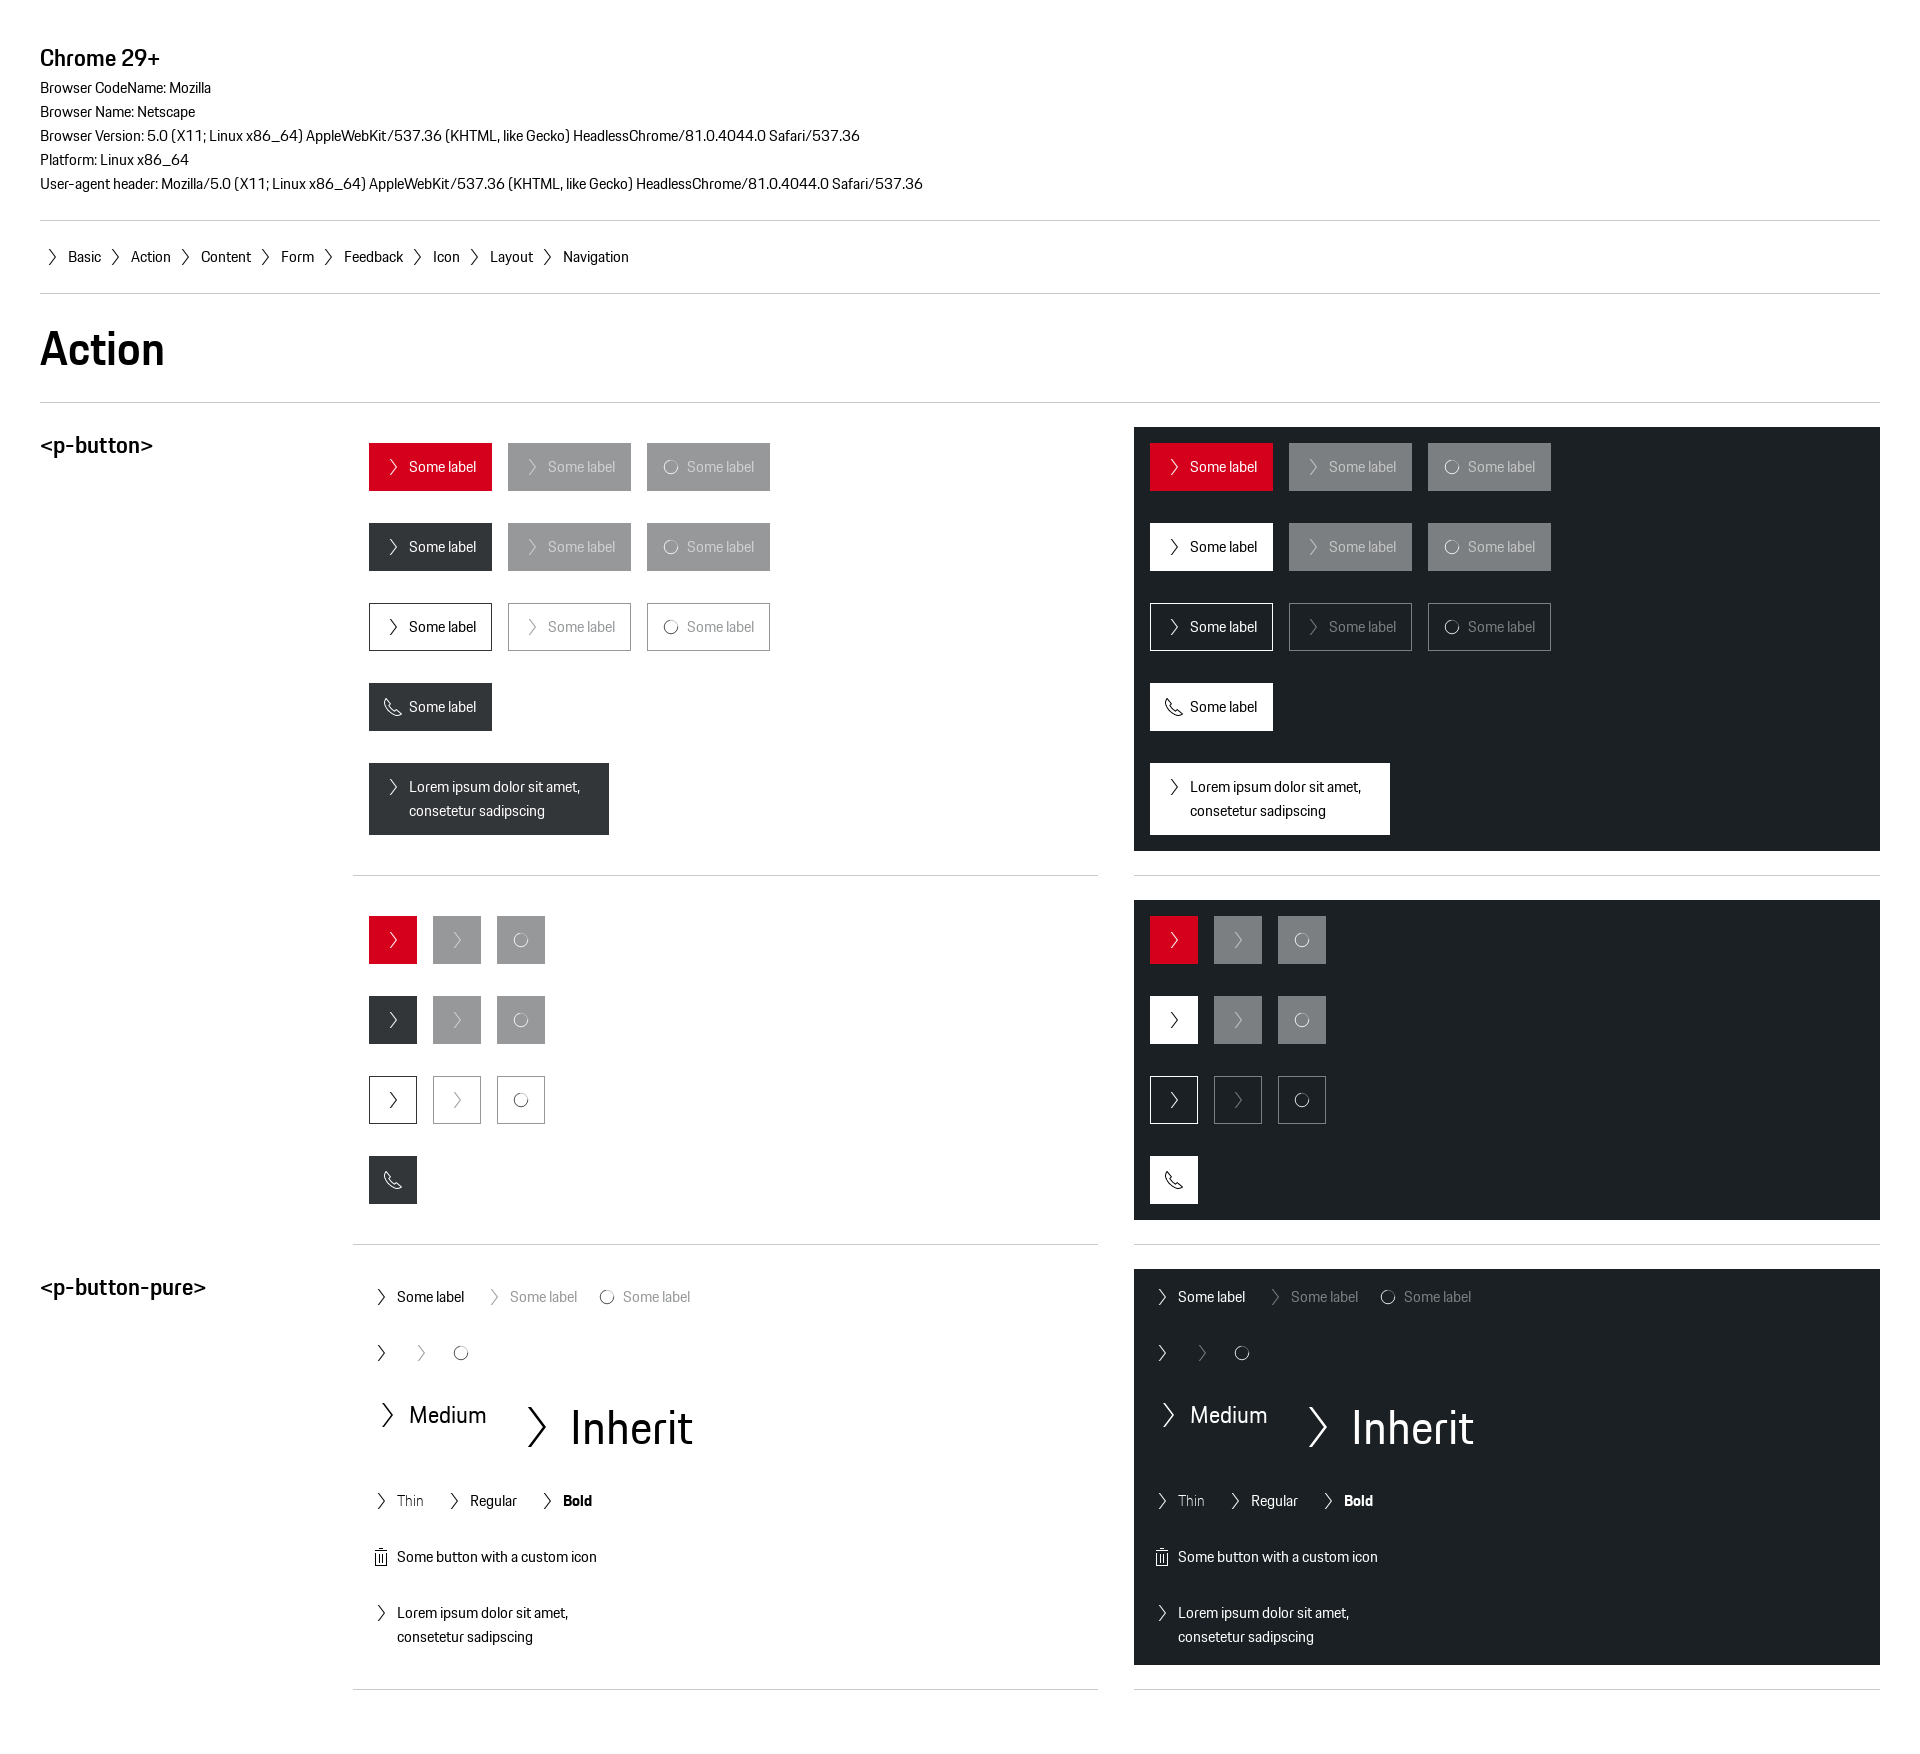 Chrome 29+
Browser CodeName: Mozilla
Browser Name: Netscape
Browser Version: 5.0 (X11; Linux x86_64) AppleWebKit/537.36 (KHTML, like Gecko) HeadlessChrome/81.0.4044.0 Safari/537.36
Platform: Linux x86_64
User-agent header: Mozilla/5.0 (X11; Linux x86_64) AppleWebKit/537.36 (KHTML, like Gecko) HeadlessChrome/81.0.4044.0 Safari/537.36
Basic Action Content Form Feedback Icon Layout Navigation
Action
<p-button>
Some label Some label Some label
Some label Some label Some label
Some label Some label Some label
Some label
Lorem ipsum dolor sit amet,
consetetur sadipscing
Some label Some label Some label
Some label Some label Some label
Some label Some label Some label
Some label
Lorem ipsum dolor sit amet,
consetetur sadipscing
<p-button-pure>
Some label Some label Some label
Medium Inherit
Thin Regular Bold
Some button with a custom icon
Lorem ipsum dolor sit amet,
consetetur sadipscing
Some label Some label Some label
Medium Inherit
Thin Regular Bold
Some button with a custom icon
Lorem ipsum dolor sit amet,
consetetur sadipscing